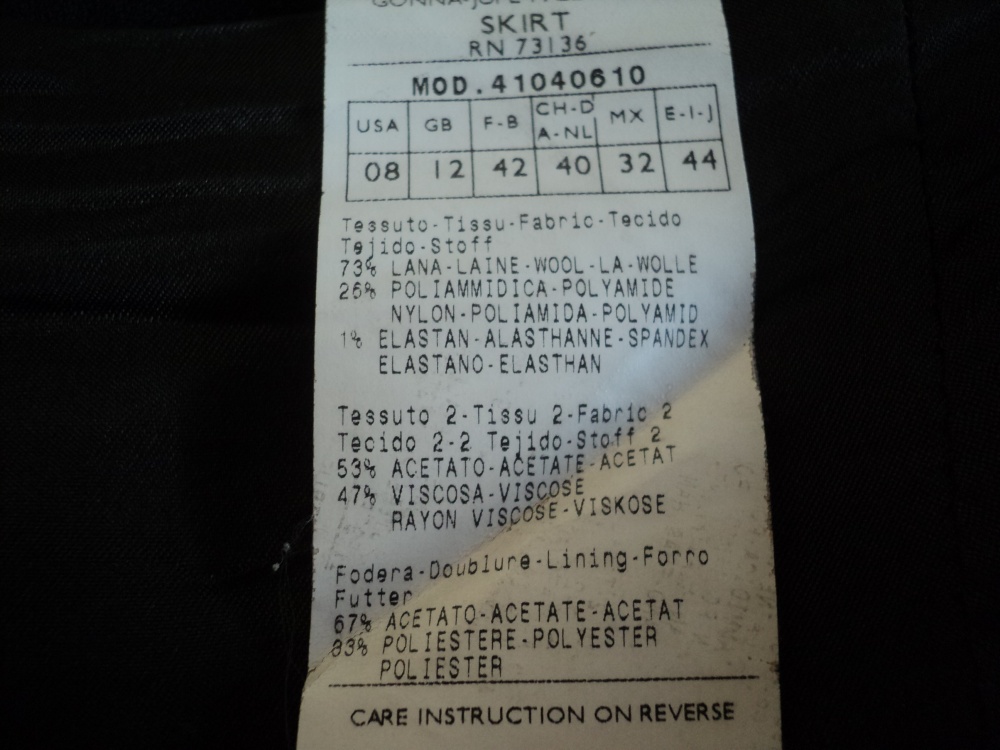 SKIRT
RN 73136
MOD.41040610
USA GB F-B CH-D A-NL MX E-I-J
08 12 42 40 32 44
Tessuto-Tissu-Fabric-Tecido
Tejido-Stoff
73% LANA-LAINE-WOOL-LA-WOLLE
26% POLIAMMIDICA-POLYAMIDE
NYLON-POLIAMIDA-POLYAMID
1% ELASTAN-ALASTHANNE-SPANDEX
ELASTANO-ELASTHAN
Tessuto 2-Tissu 2-Fabric 2
Tecido 2-2 Tejido-Stoff 2
53% ACETATO-ACETATE-ACETAT
47% VISCOSA-VISCOSE
RAYON VISCOSE-VISKOSE
Fodera-Doublure-Lining-Forro
Futter
67% ACETATO-ACETATE-ACETAT
33% POLIESTERE-POLYESTER
POLIESTER
CARE INSTRUCTION ON REVERSE